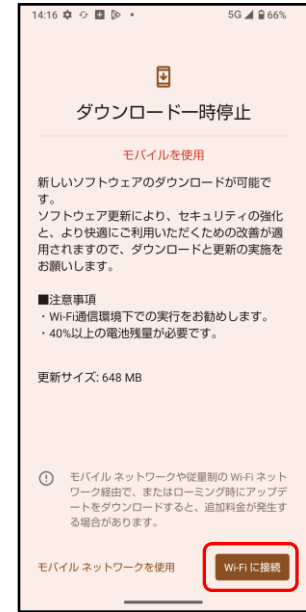 14:16 5G 66%
ダウンロード一時停止
モバイルを使用
新しいソフトウェアのダウンロードが可能で
す。
ソフトウェア更新により、セキュリティの強化
と、より快適にご利用いただくための改善が適
用されますので、ダウンロードと更新の実施を
お願いします。
■注意事項
・Wi-Fi通信環境下での実行をお勧めします。
・40%以上の電池残量が必要です。
更新サイズ: 648 MB
モバイル ネットワークや従量制の Wi-Fi ネット
ワーク経由で、またはローミング時にアップデ
ートをダウンロードすると、追加料金が発生す
る場合があります。
モバイル ネットワークを使用 Wi-Fi に接続